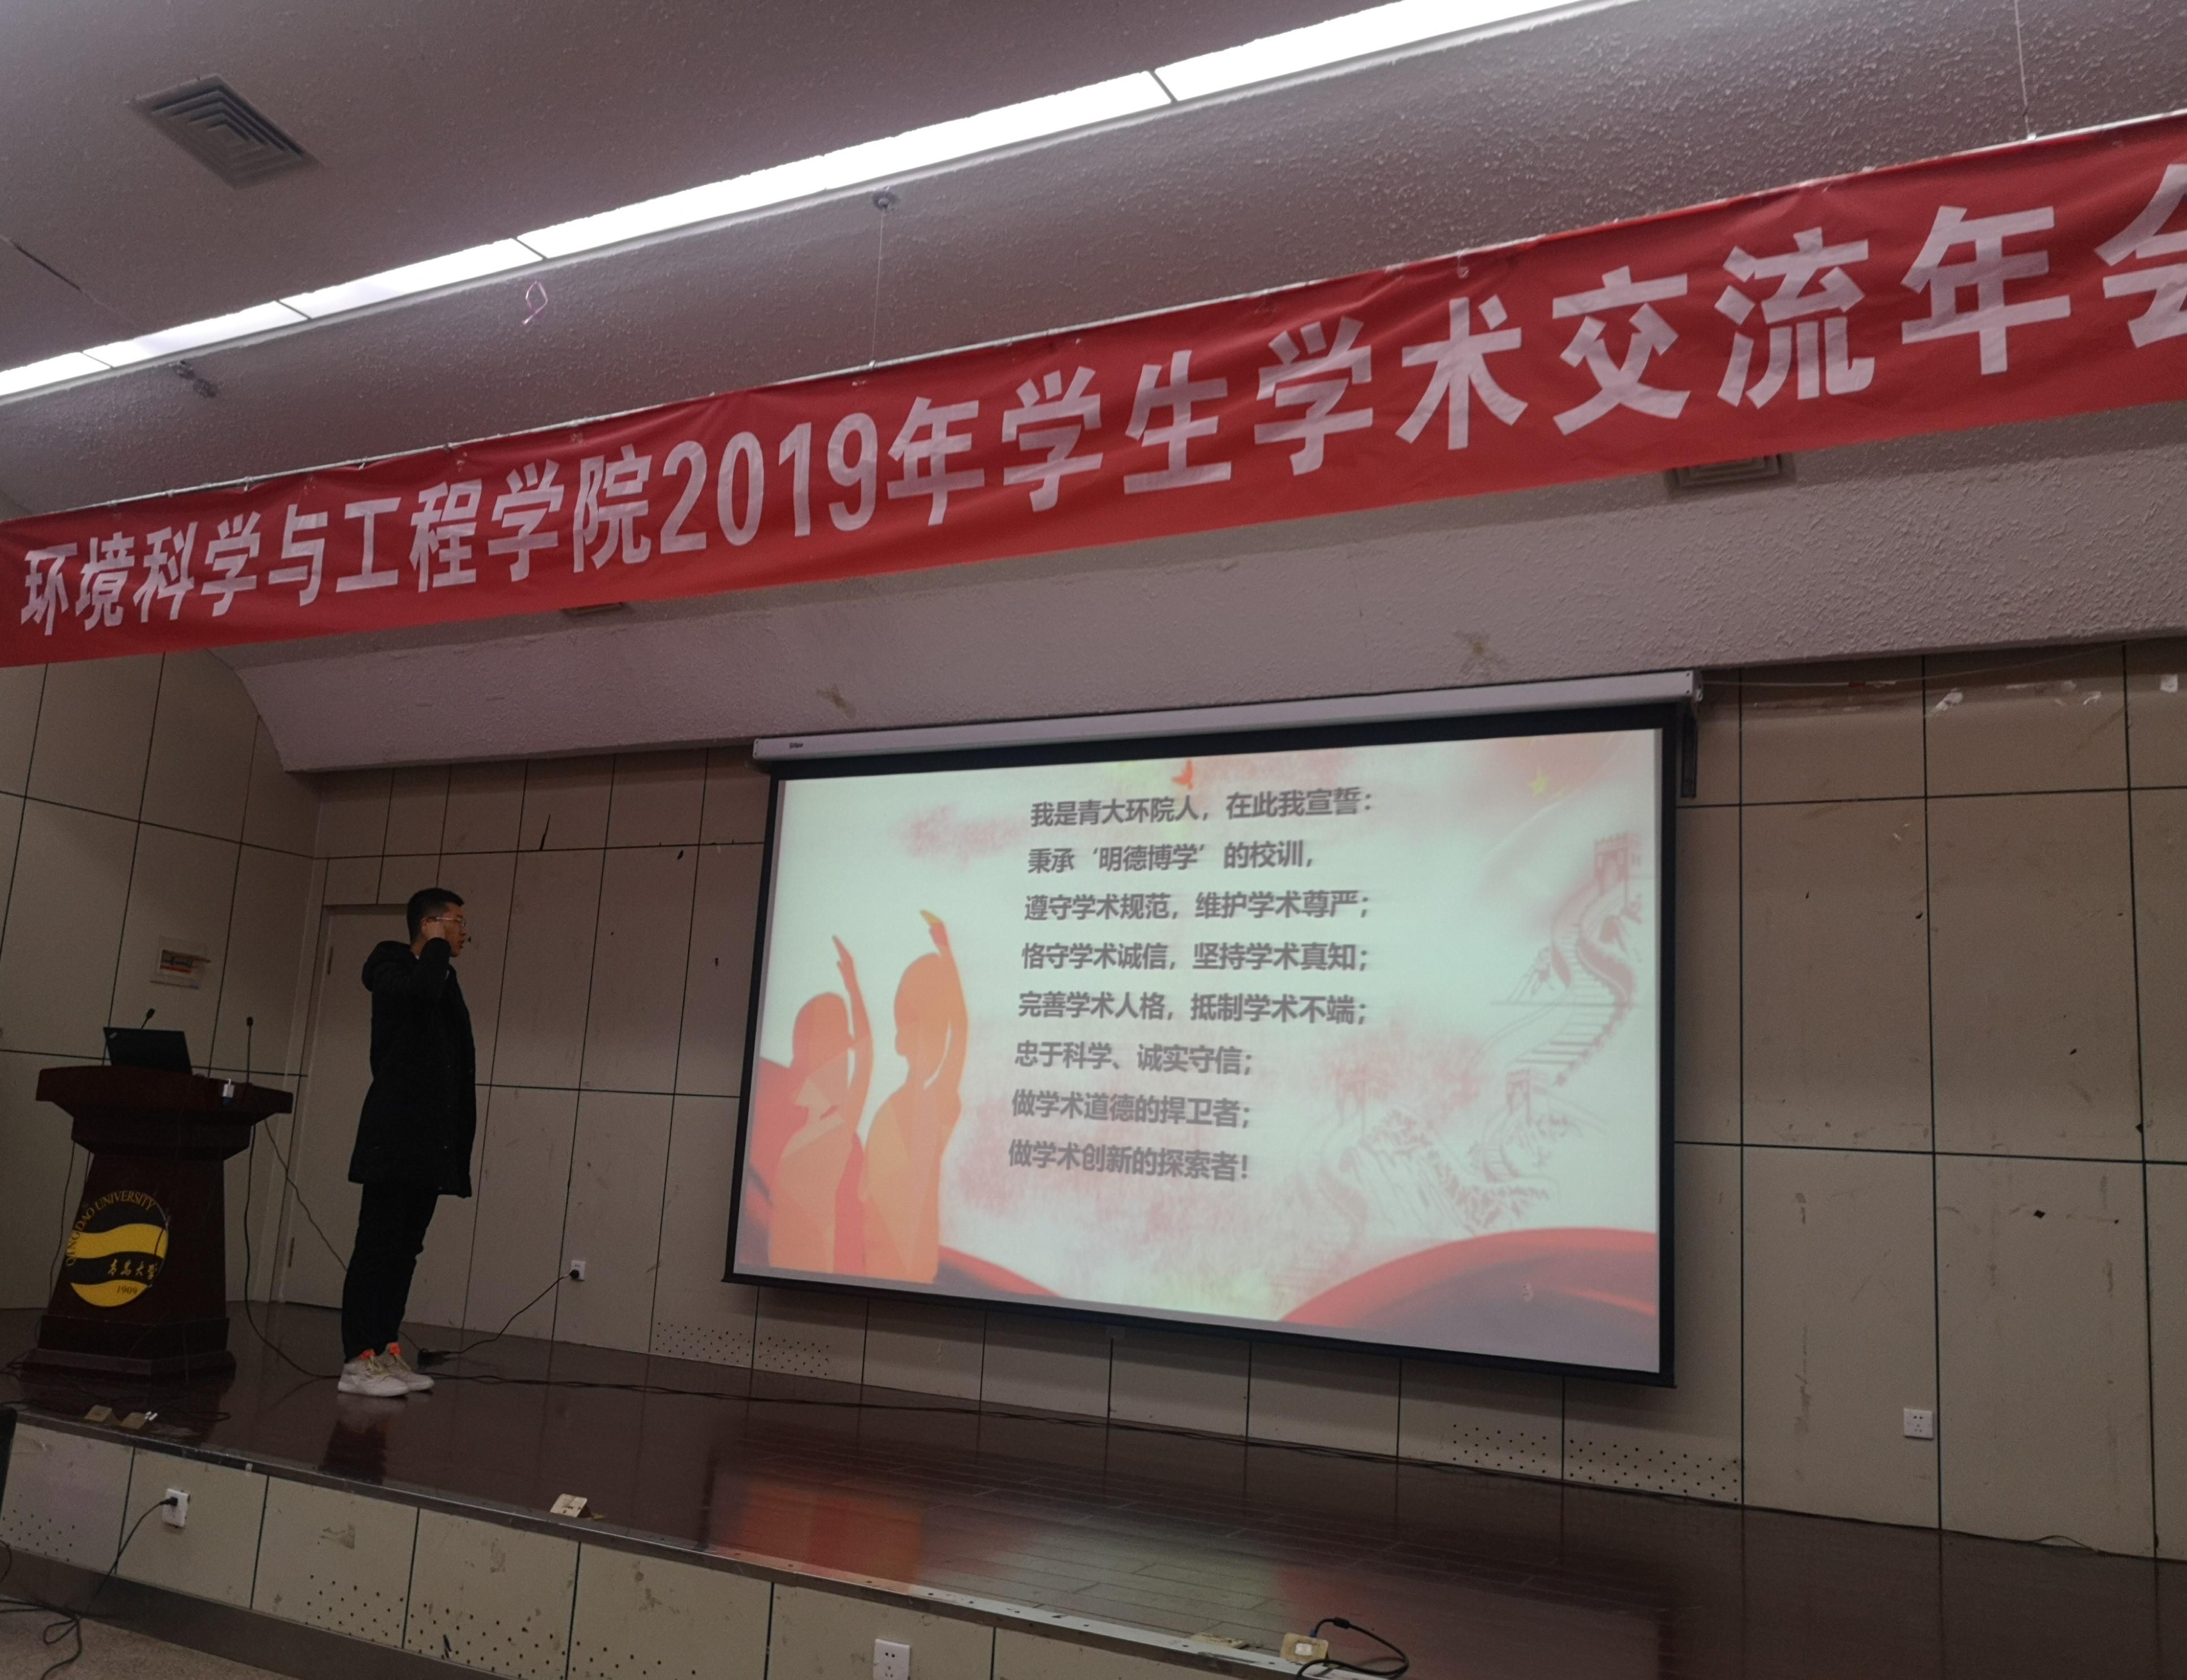 环境科学与工程学院2019年学生学术交流年会
我是青大环院人，在此我宣誓：
秉承‘明德博学’的校训，
遵守学术规范，维护学术尊严；
恪守学术诚信，坚持学术真知；
完善学术人格，抵制学术不端；
忠于科学、诚实守信；
做学术道德的捍卫者；
做学术创新的探索者！
QINGDAO UNIVERSITY
青岛大学
1909